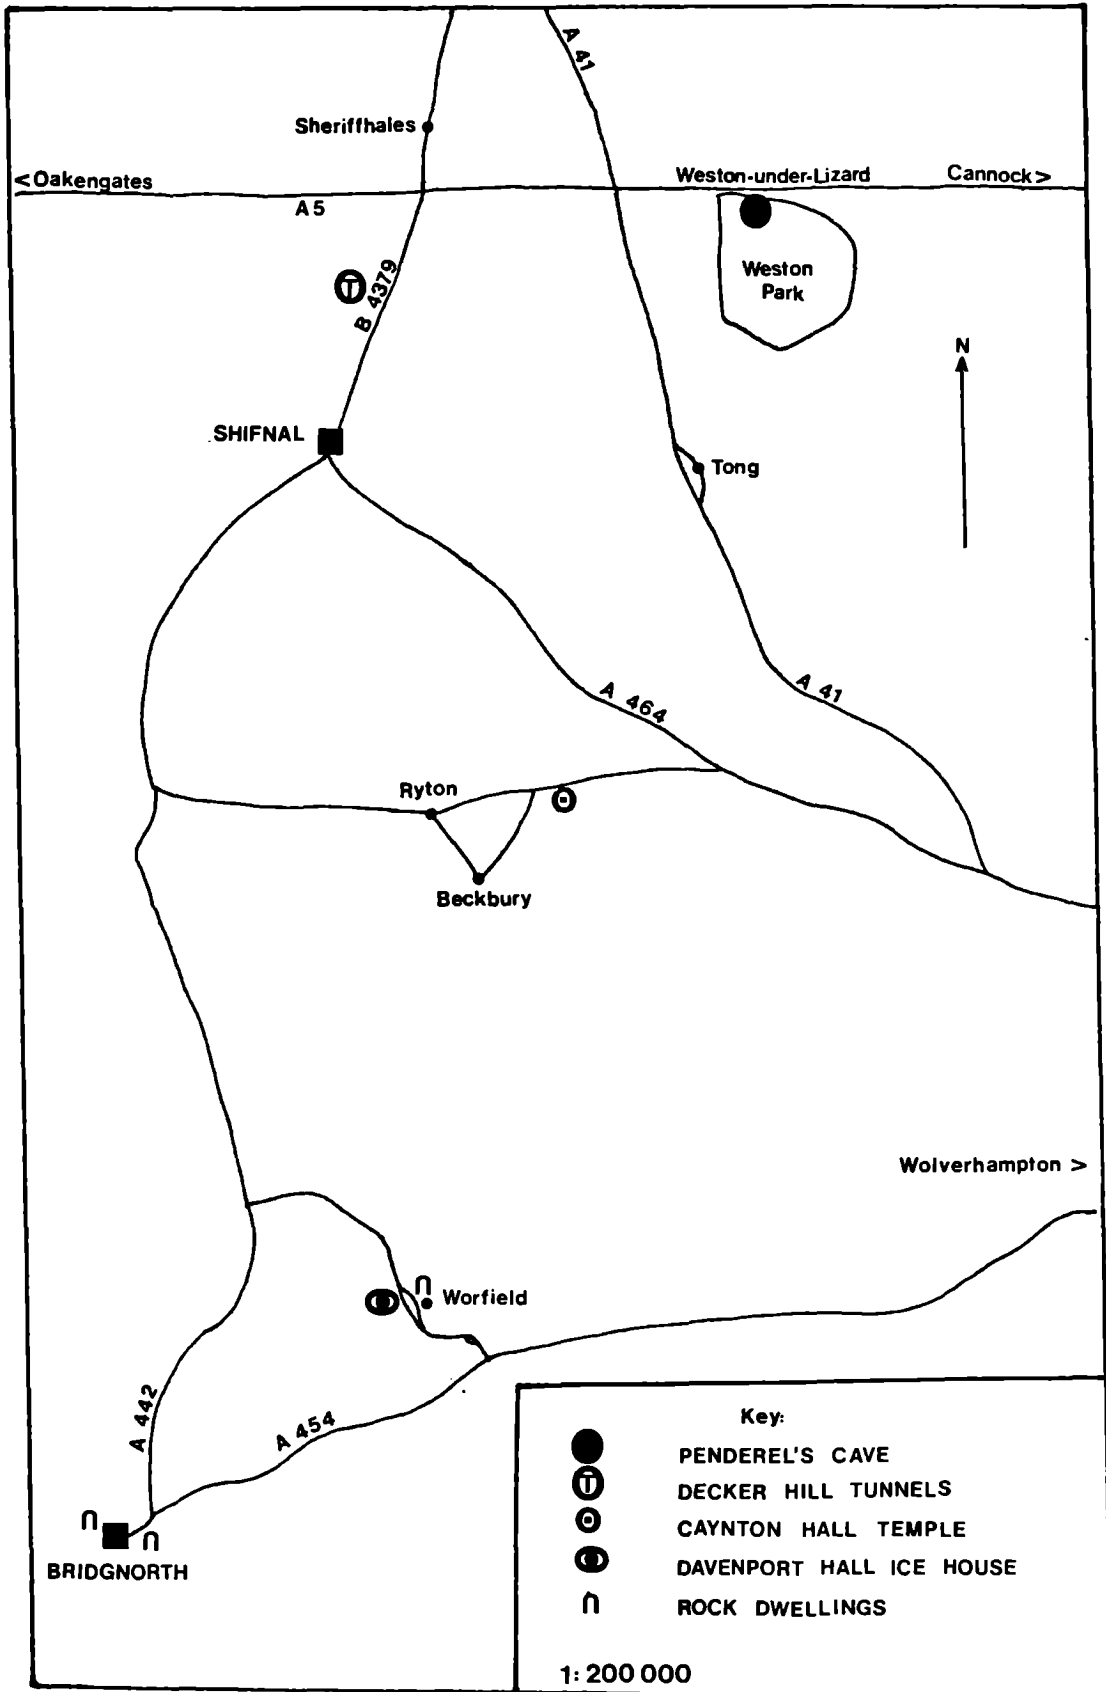 A 41
Sheriffhales
<Oakengates
Weston-under-Lizard
Cannock>
A5
T
B 4379
Weston
Park
N
SHIFNAL
Tong
A 464
A 41
Ryton
Beckbury
Wolverhampton >
Worfield
A 442
A 454
BRIDGNORTH
Key:
PENDEREL'S CAVE
T DECKER HILL TUNNELS
CAYNTON HALL TEMPLE
DAVENPORT HALL ICE HOUSE
ROCK DWELLINGS
1:200 000